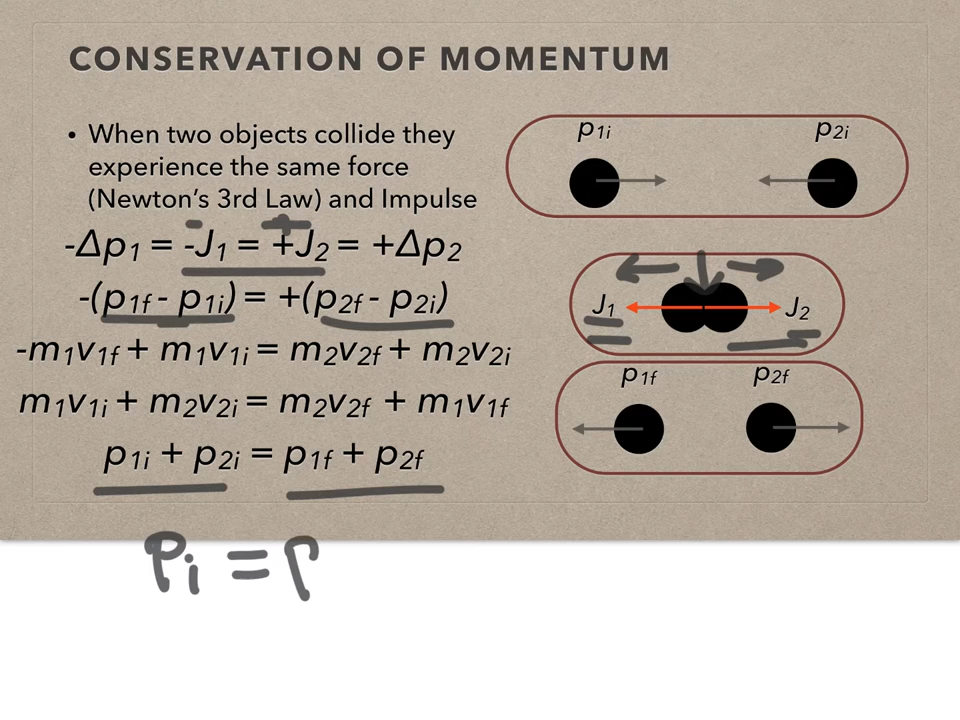 CONSERVATION OF MOMENTUM
• When two objects collide they
experience the same force
(Newton's 3rd Law) and Impulse
-Δp1 = -J1 = +J2 = +Δp2
-(p1f - p1i) = +(p2f - p2i)
-m1v1f + m1v1i = m2v2f + m2v2i
m1v1i + m2v2i = m2v2f + m1v1f
p1i + p2i = p1f + p2f
Pi = P
p1i p2i
J1 J2
p1f p2f